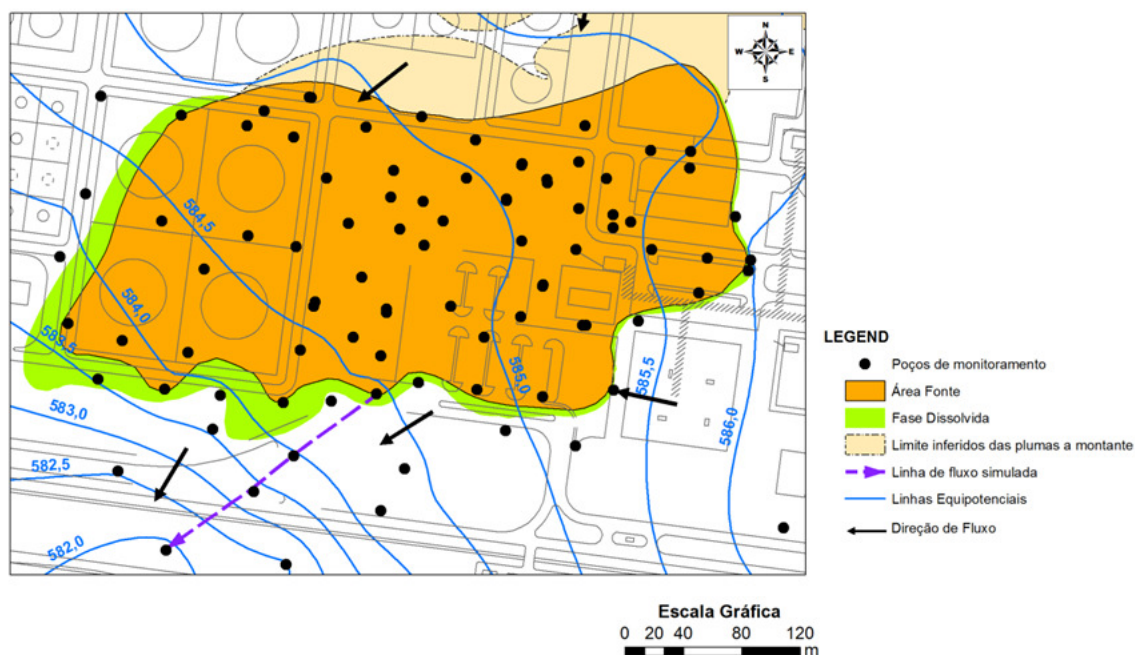 N
W E
S
584,5
584,0
583,5
583,0
582,5
582,0
585,0
585,5
586,0
LEGEND
Poços de monitoramento
Área Fonte
Fase Dissolvida
Limite inferidos das plumas a montante
Linha de fluxo simulada
Linhas Equipotenciais
Direção de Fluxo
Escala Gráfica
0 20 40 80 120
m